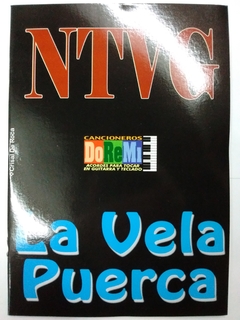 NTVG
CANCIONEROS
DoReMi
ACORDES PARA TOCAR
EN GUITARRA Y TECLADO
La Vela
Puerca